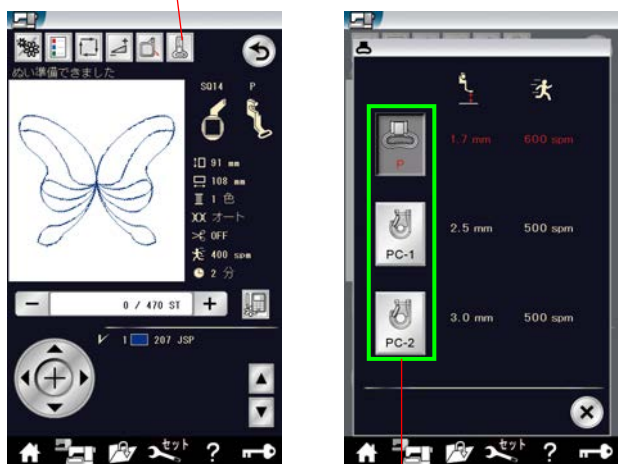 ぬい準備できました
SQ14 P
91 mm
108 mm
1 色
オート
OFF
400 spm
2 分
0 / 470 ST
1 207 JSP
セット
?
P 1.7 mm 600 spm
PC-1 2.5 mm 500 spm
PC-2 3.0 mm 500 spm
セット
?